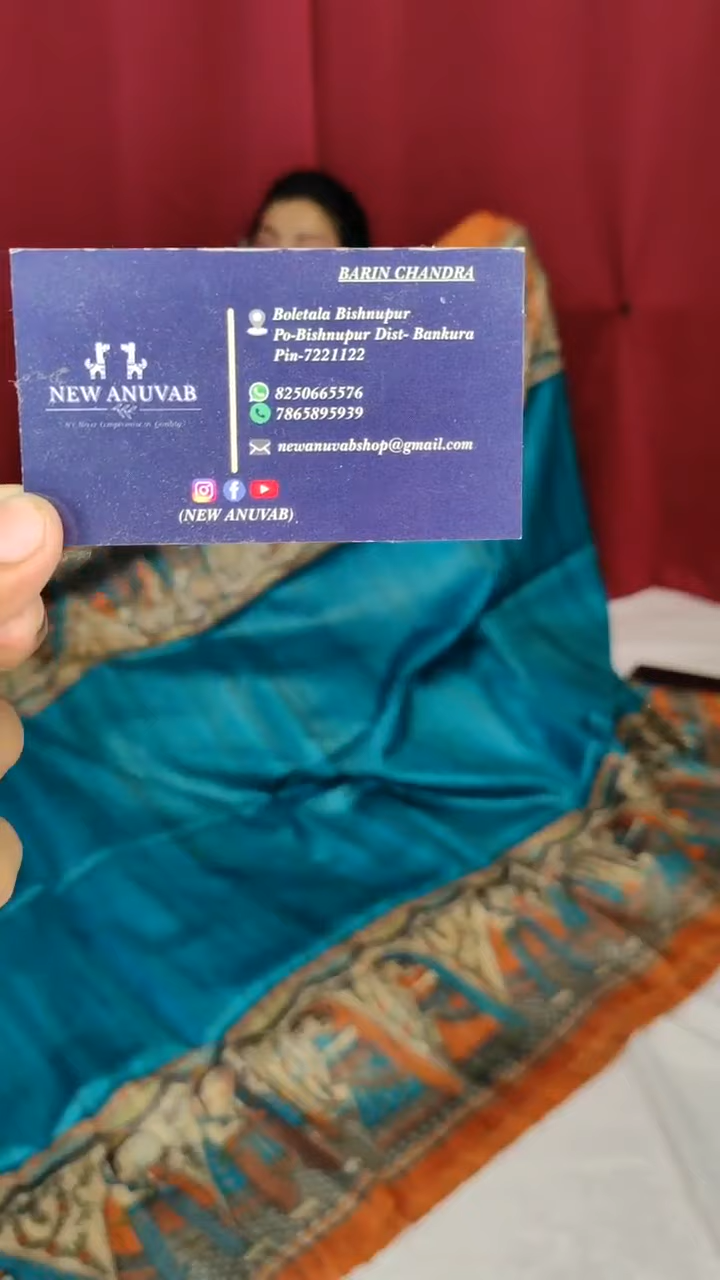 BARIN CHANDRA
Boletala Bishnupur
Po-Bishnupur Dist- Bankura
Pin-7221122
8250665576
7865895939
newanuvabshop@gmail.com
NEW ANUVAB
(NEW ANUVAB)